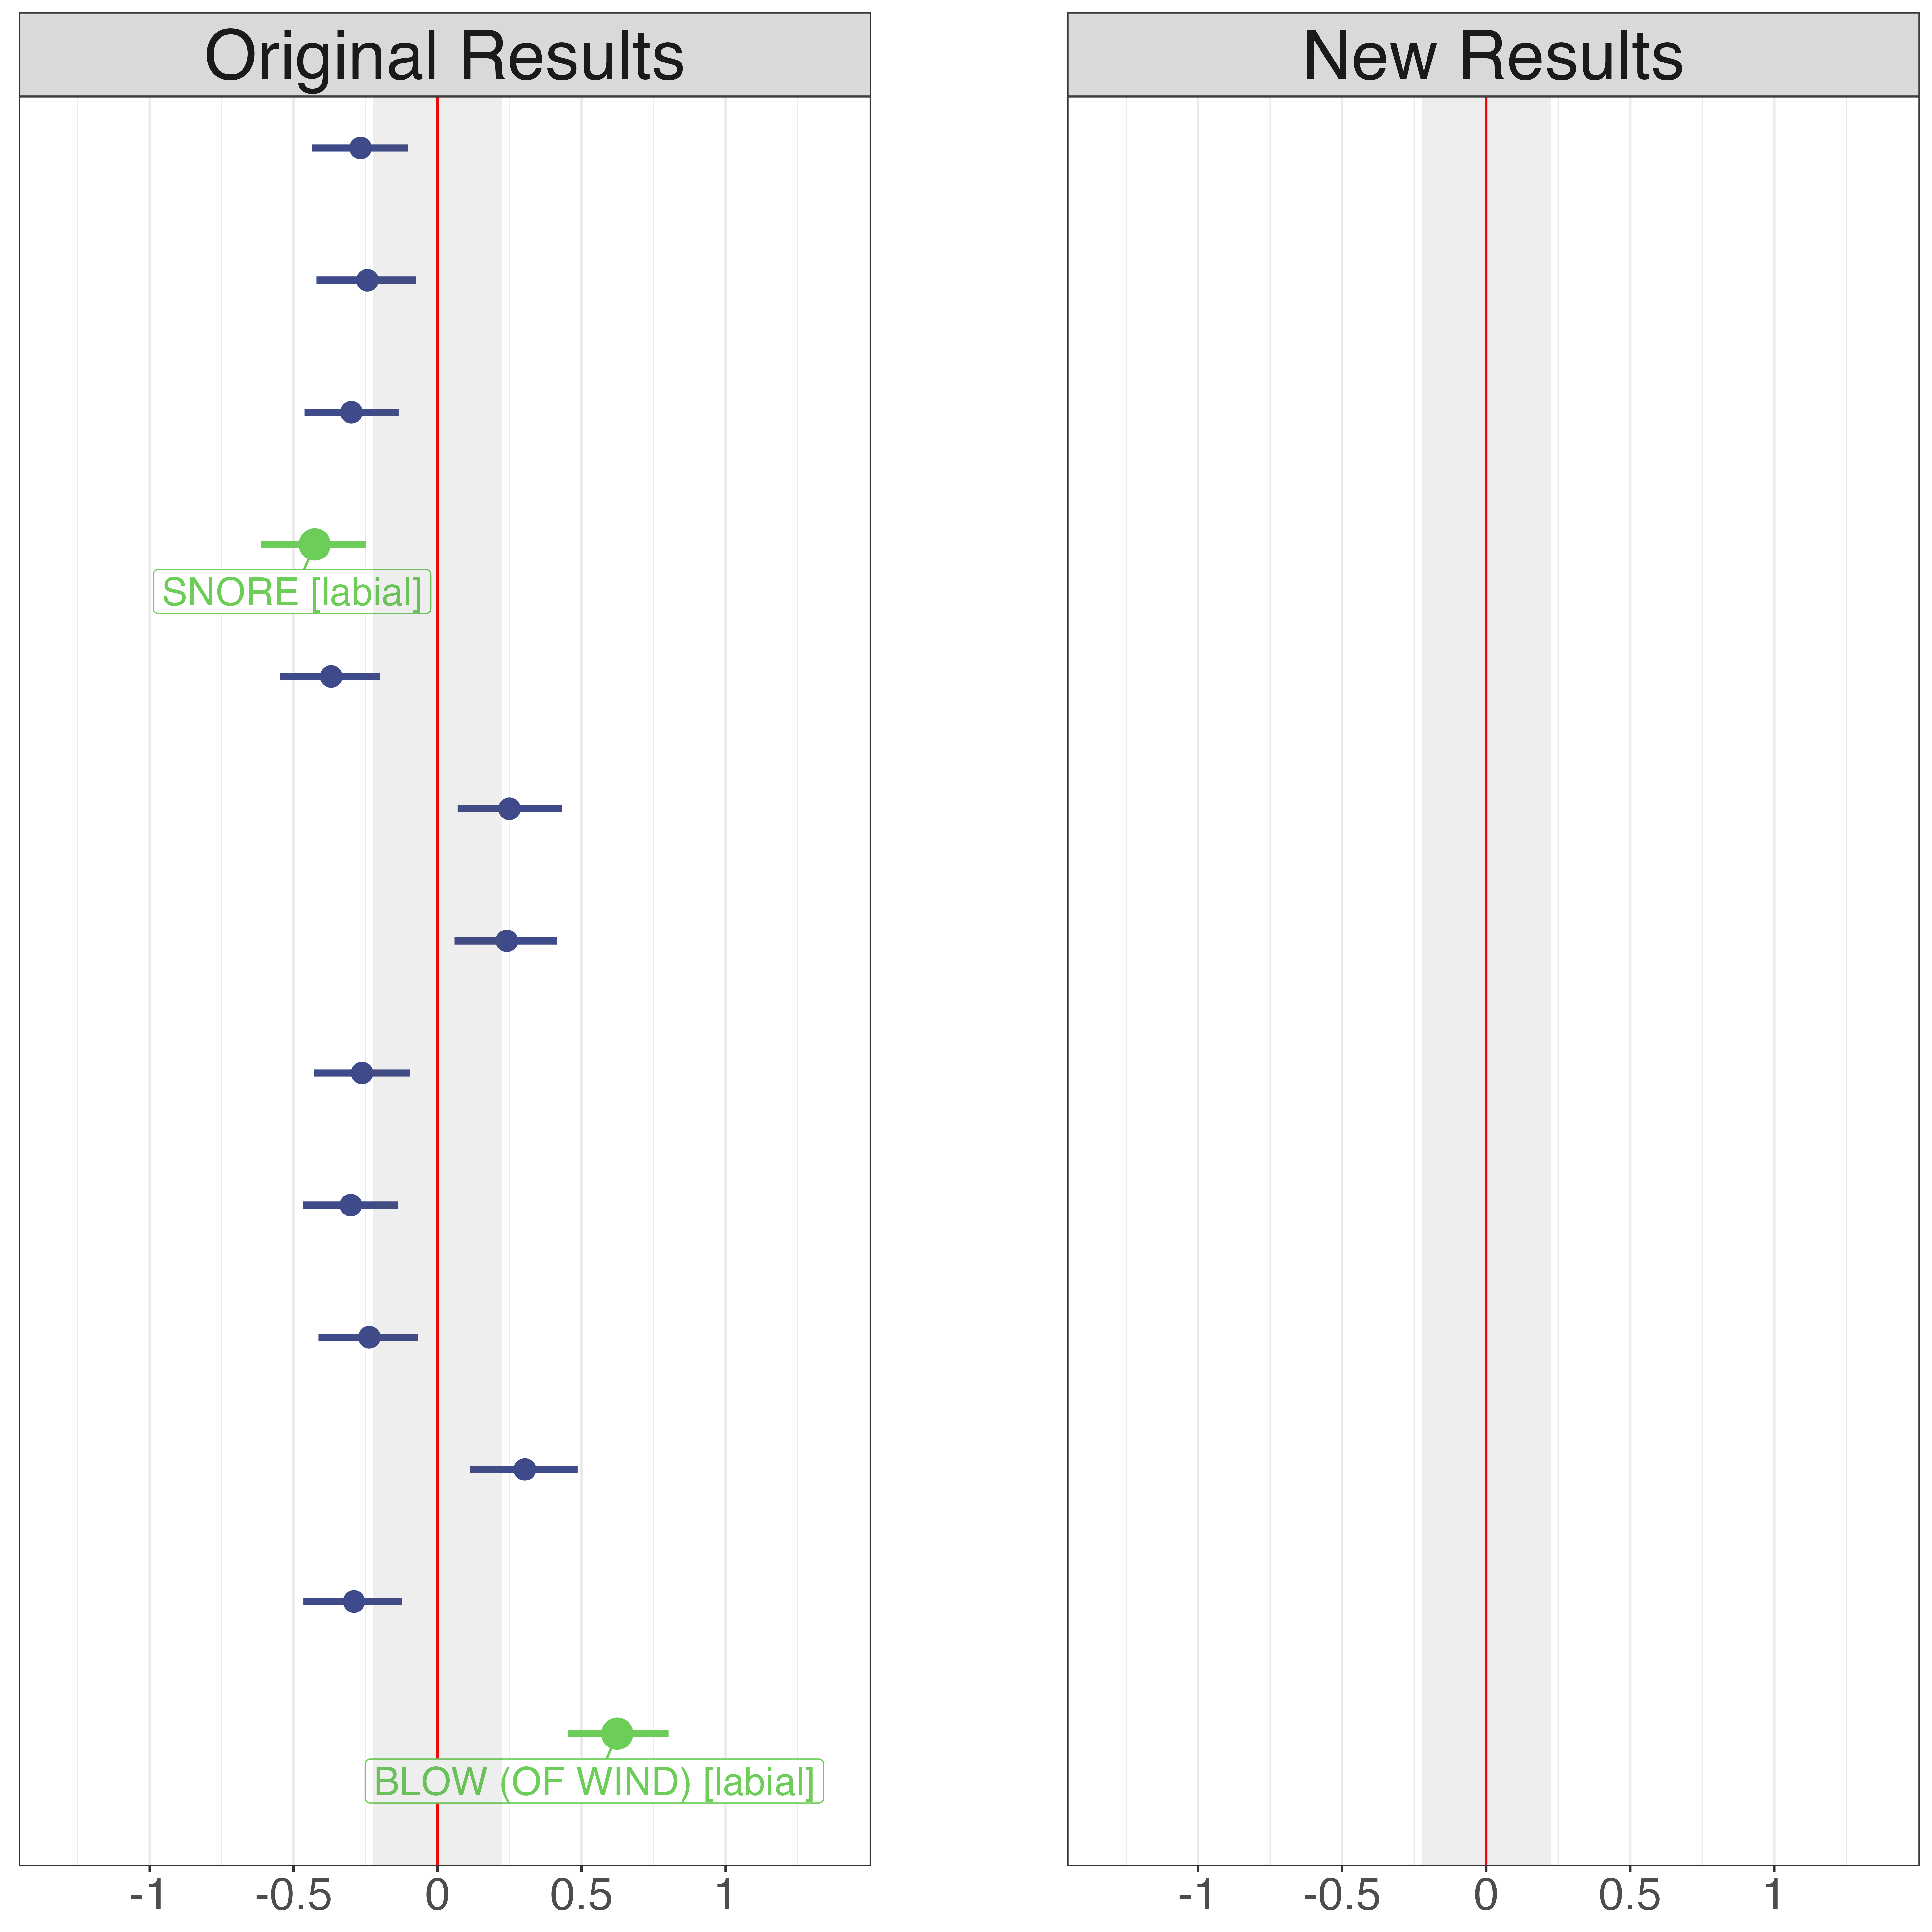 Original Results
New Results
SNORE [labial]
BLOW (OF WIND) [labial]
-1 -0.5 0 0.5 1
-1 -0.5 0 0.5 1